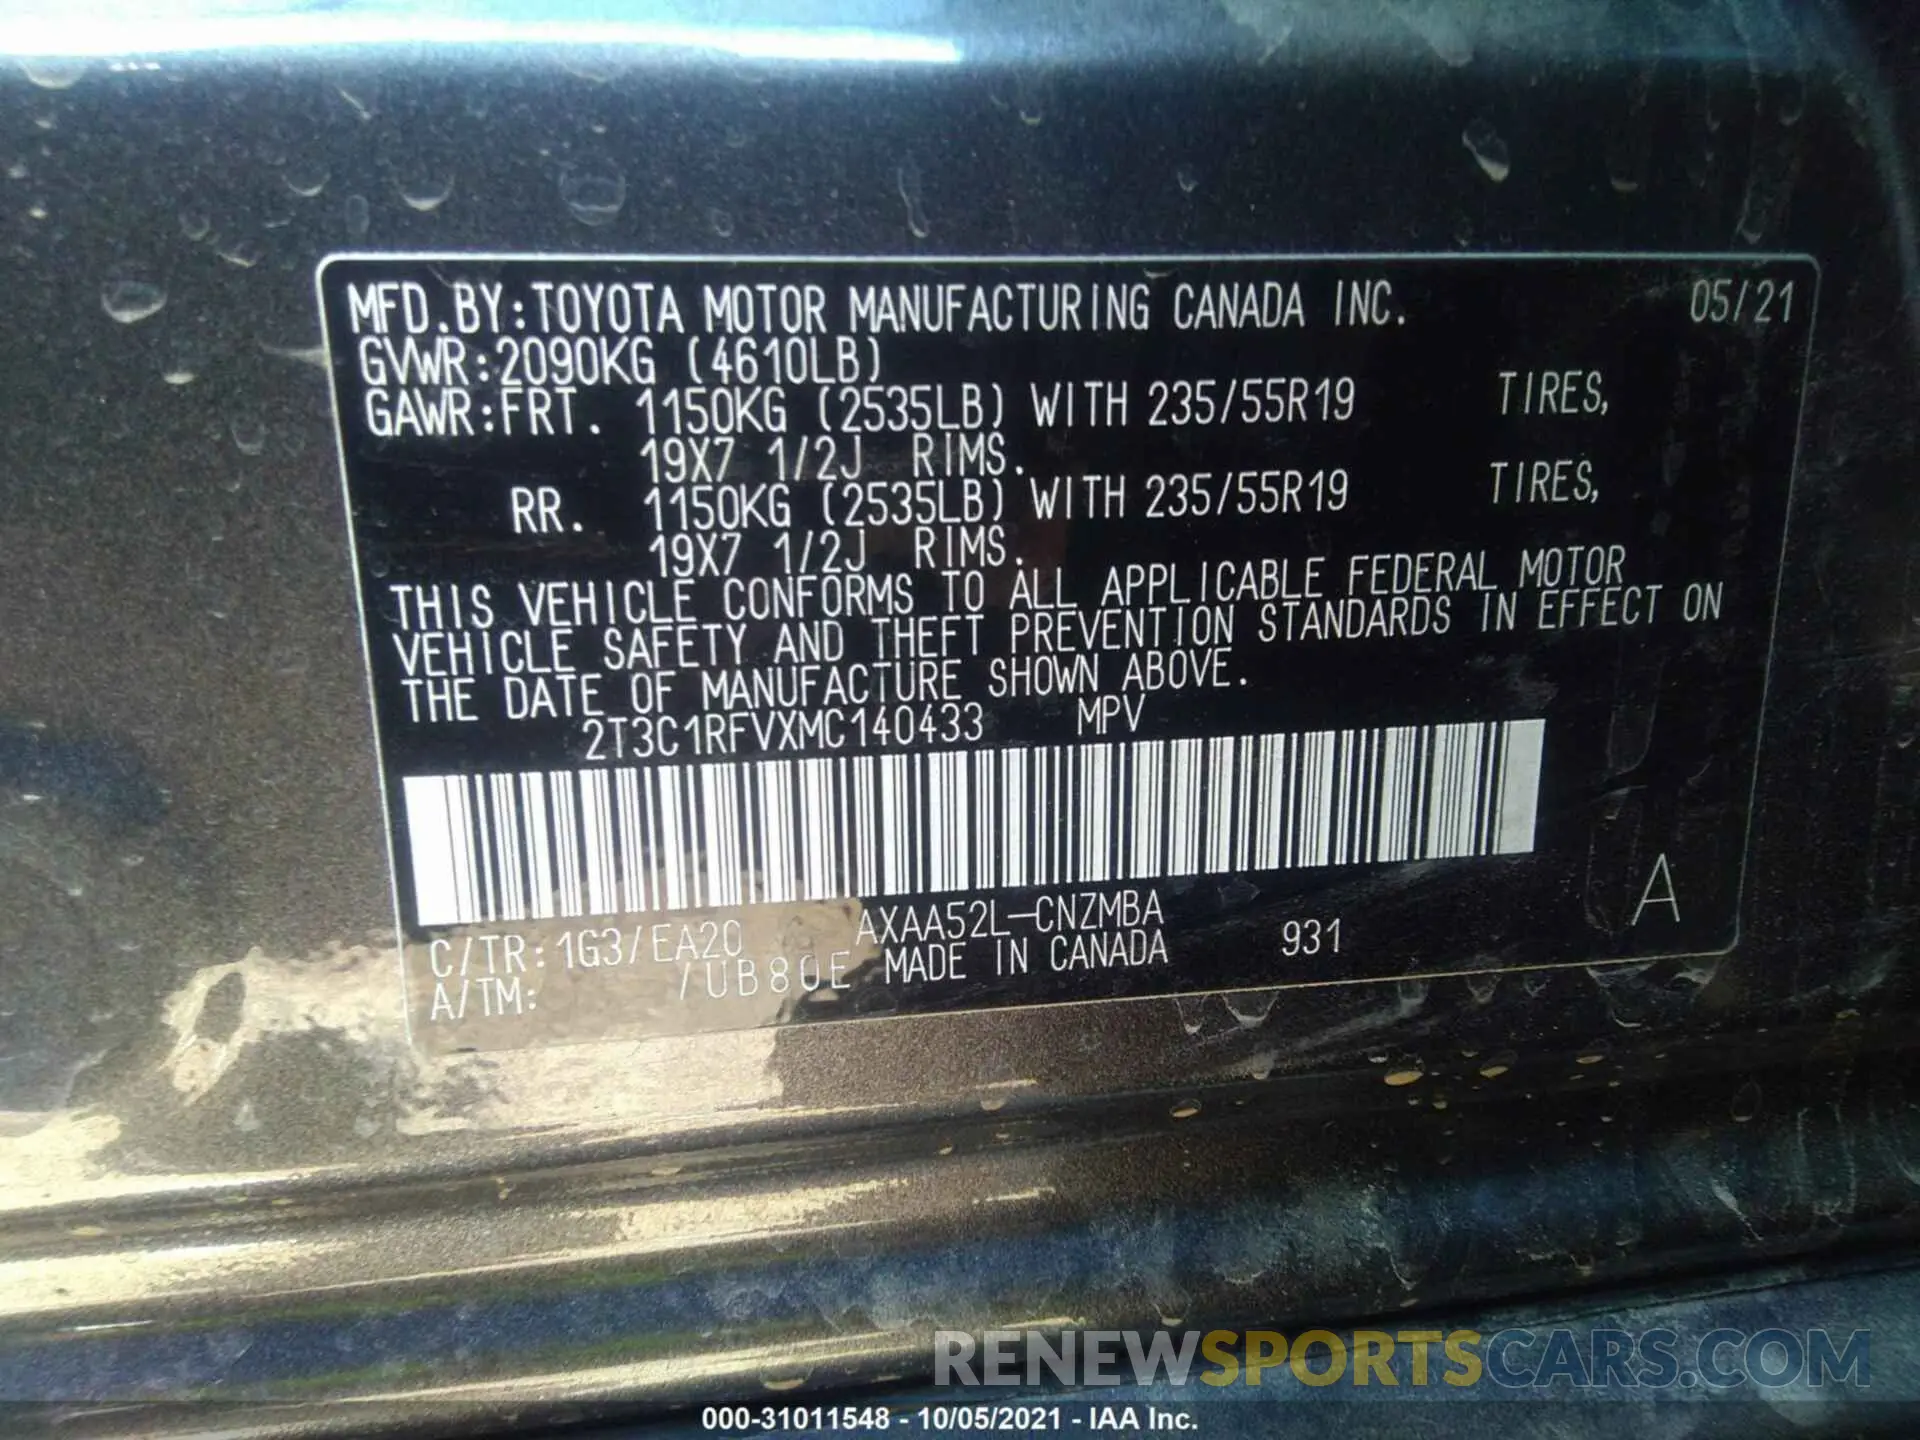 MFD.BY:TOYOTA MOTOR MANUFACTURING CANADA INC. 05/21
GVWR:2090KG (4610LB)
GAWR:FRT. 1150KG (2535LB) WITH 235/55R19 TIRES,
19X7 1/2J RIMS.
RR. 1150KG (2535LB) WITH 235/55R19 TIRES,
19X7 1/2J RIMS.
THIS VEHICLE CONFORMS TO ALL APPLICABLE FEDERAL MOTOR
VEHICLE SAFETY AND THEFT PREVENTION STANDARDS IN EFFECT ON
THE DATE OF MANUFACTURE SHOWN ABOVE.
2T3C1RFVXMC140433 MPV
C/TR:1G3/EA20 AXAA52L-CNZMBA A
A/TM: /UB80E MADE IN CANADA 931
RENEWSPORTSCARS.COM
000-31011548 - 10/05/2021 - IAA Inc.